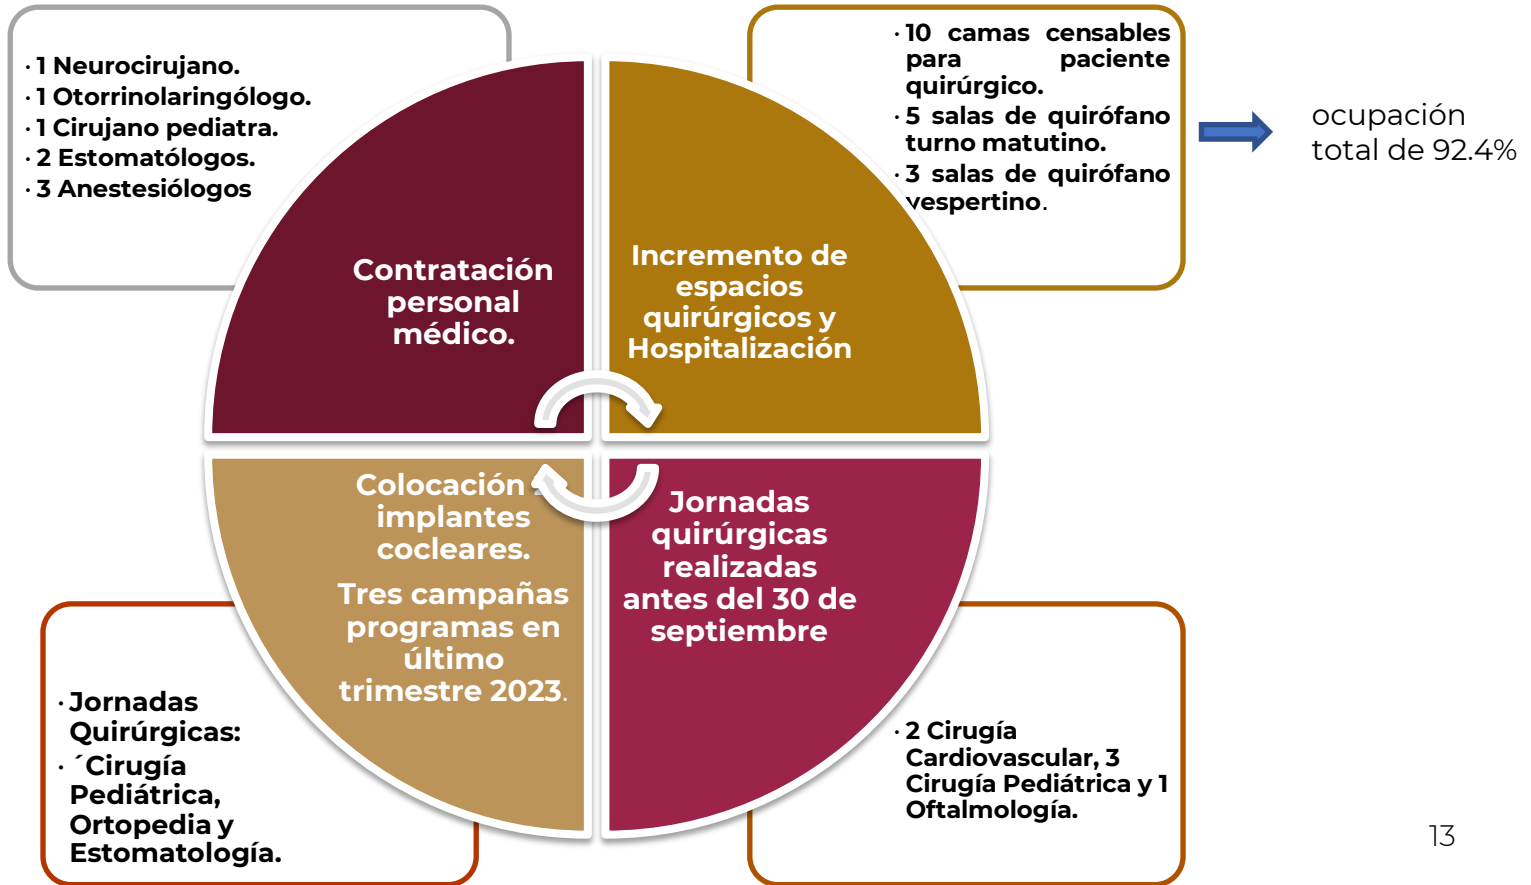 · 1 Neurocirujano.
· 1 Otorrinolaringólogo.
· 1 Cirujano pediatra.
· 2 Estomatólogos.
· 3 Anestesiólogos
Contratación
personal
médico.
· 10 camas censables
para paciente
quirúrgico.
· 5 salas de quirófano
turno matutino.
· 3 salas de quirófano
vespertino.
ocupación
total de 92.4%
Incremento de
espacios
quirúrgicos y
Hospitalización
Colocación
implantes
cocleares.
Tres campañas
programas en
último
trimestre 2023.
Jornadas
quirúrgicas
realizadas
antes del 30 de
septiembre
· Jornadas
Quirúrgicas:
· ´Cirugía
Pediátrica,
Ortopedia y
Estomatología.
· 2 Cirugía
Cardiovascular, 3
Cirugía Pediátrica y 1
Oftalmología.
13